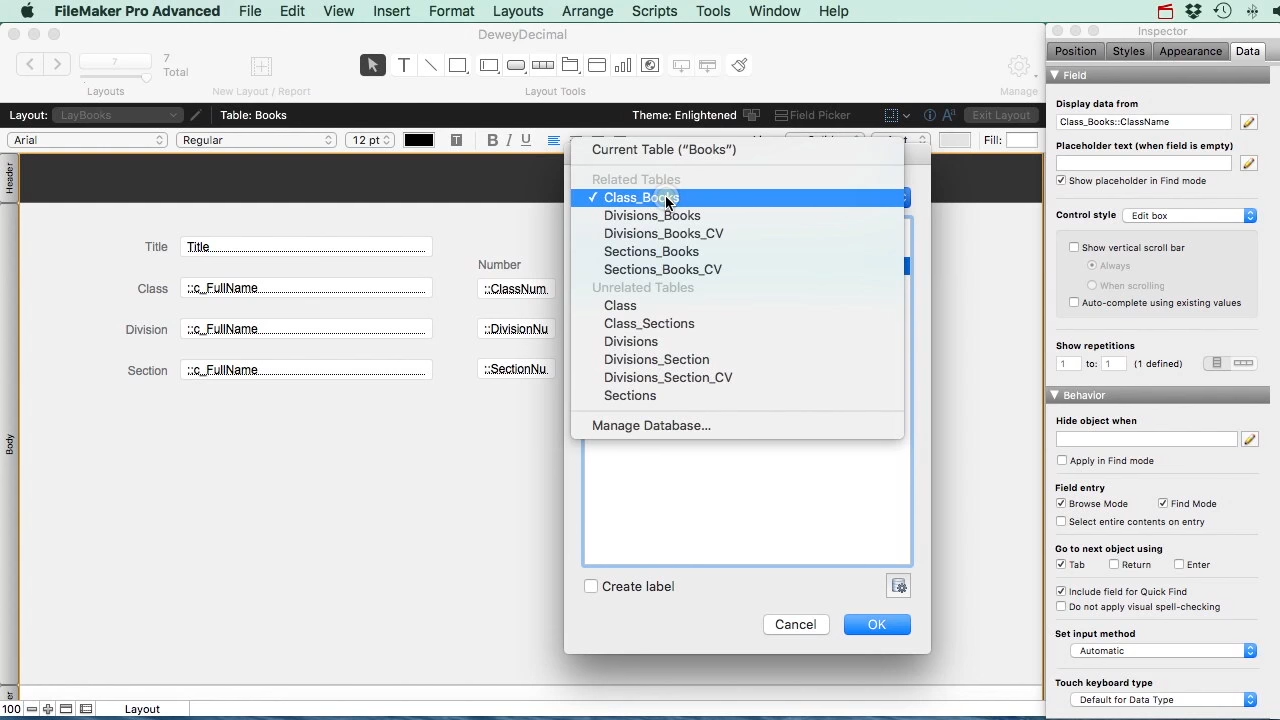 FileMaker Pro Advanced File Edit View Insert Format Layouts Arrange Scripts Tools Window Help
DeweyDecimal
Inspector
7
7
Total
Layouts
New Layout / Report
Layout Tools
Manage
Position Styles Appearance Data
Field
Display data from
Class_Books::ClassName
Placeholder text (when field is empty)
Show placeholder in Find mode
Control style Edit box
Show vertical scroll bar
Always
When scrolling
Auto-complete using existing values
Show repetitions
1 to: 1 (1 defined)
Behavior
Hide object when
Apply in Find mode
Field entry
Browse Mode Find Mode
Select entire contents on entry
Go to next object using
Tab Return Enter
Include field for Quick Find
Do not apply visual spell-checking
Set input method
Automatic
Touch keyboard type
Default for Data Type
Layout: LayBooks Table: Books Theme: Enlightened Field Picker Exit Layout
Arial Regular 12 pt B I U Fill:
Header
Body
Title Title
Number
Class ::c_FullName ::ClassNum
Division ::c_FullName ::DivisionNu
Section ::c_FullName ::SectionNu
Current Table (“Books”)
Related Tables
✓ Class_Books
Divisions_Books
Divisions_Books_CV
Sections_Books
Sections_Books_CV
Unrelated Tables
Class
Class_Sections
Divisions
Divisions_Section
Divisions_Section_CV
Sections
Manage Database...
Create label
Cancel OK
100 Layout